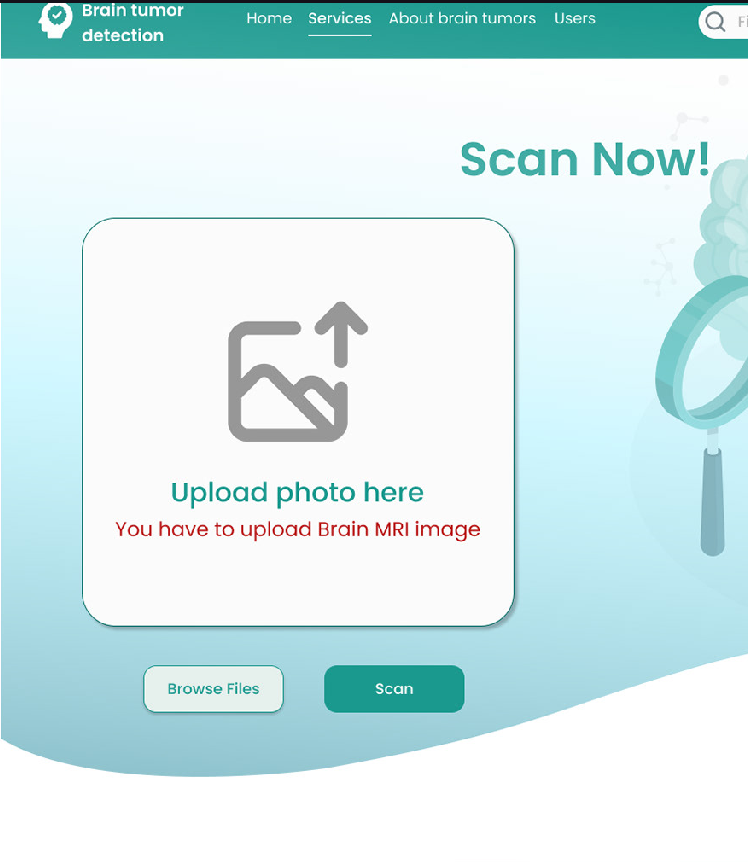 Brain tumor
detection
Home Services About brain tumors Users
Scan Now!
Upload photo here
You have to upload Brain MRI image
Browse Files Scan